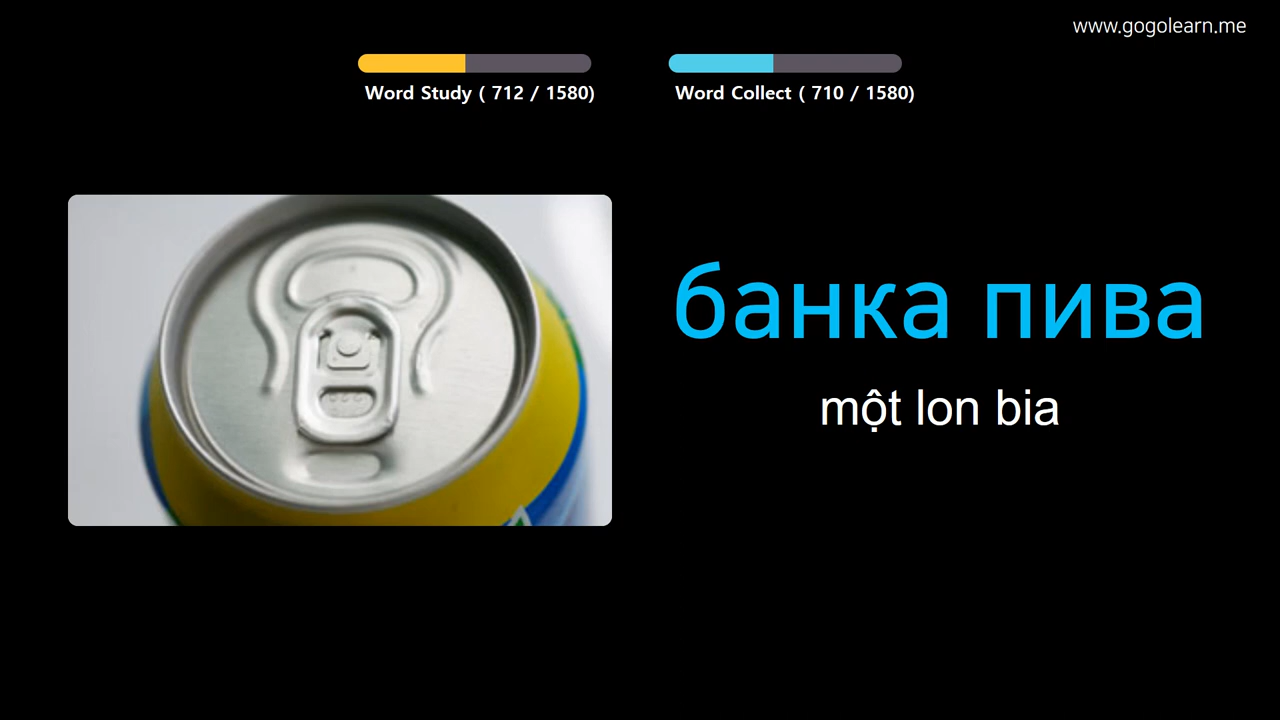 www.gogolearn.me
Word Study ( 712 / 1580)
Word Collect ( 710 / 1580)
банка пива
một lon bia